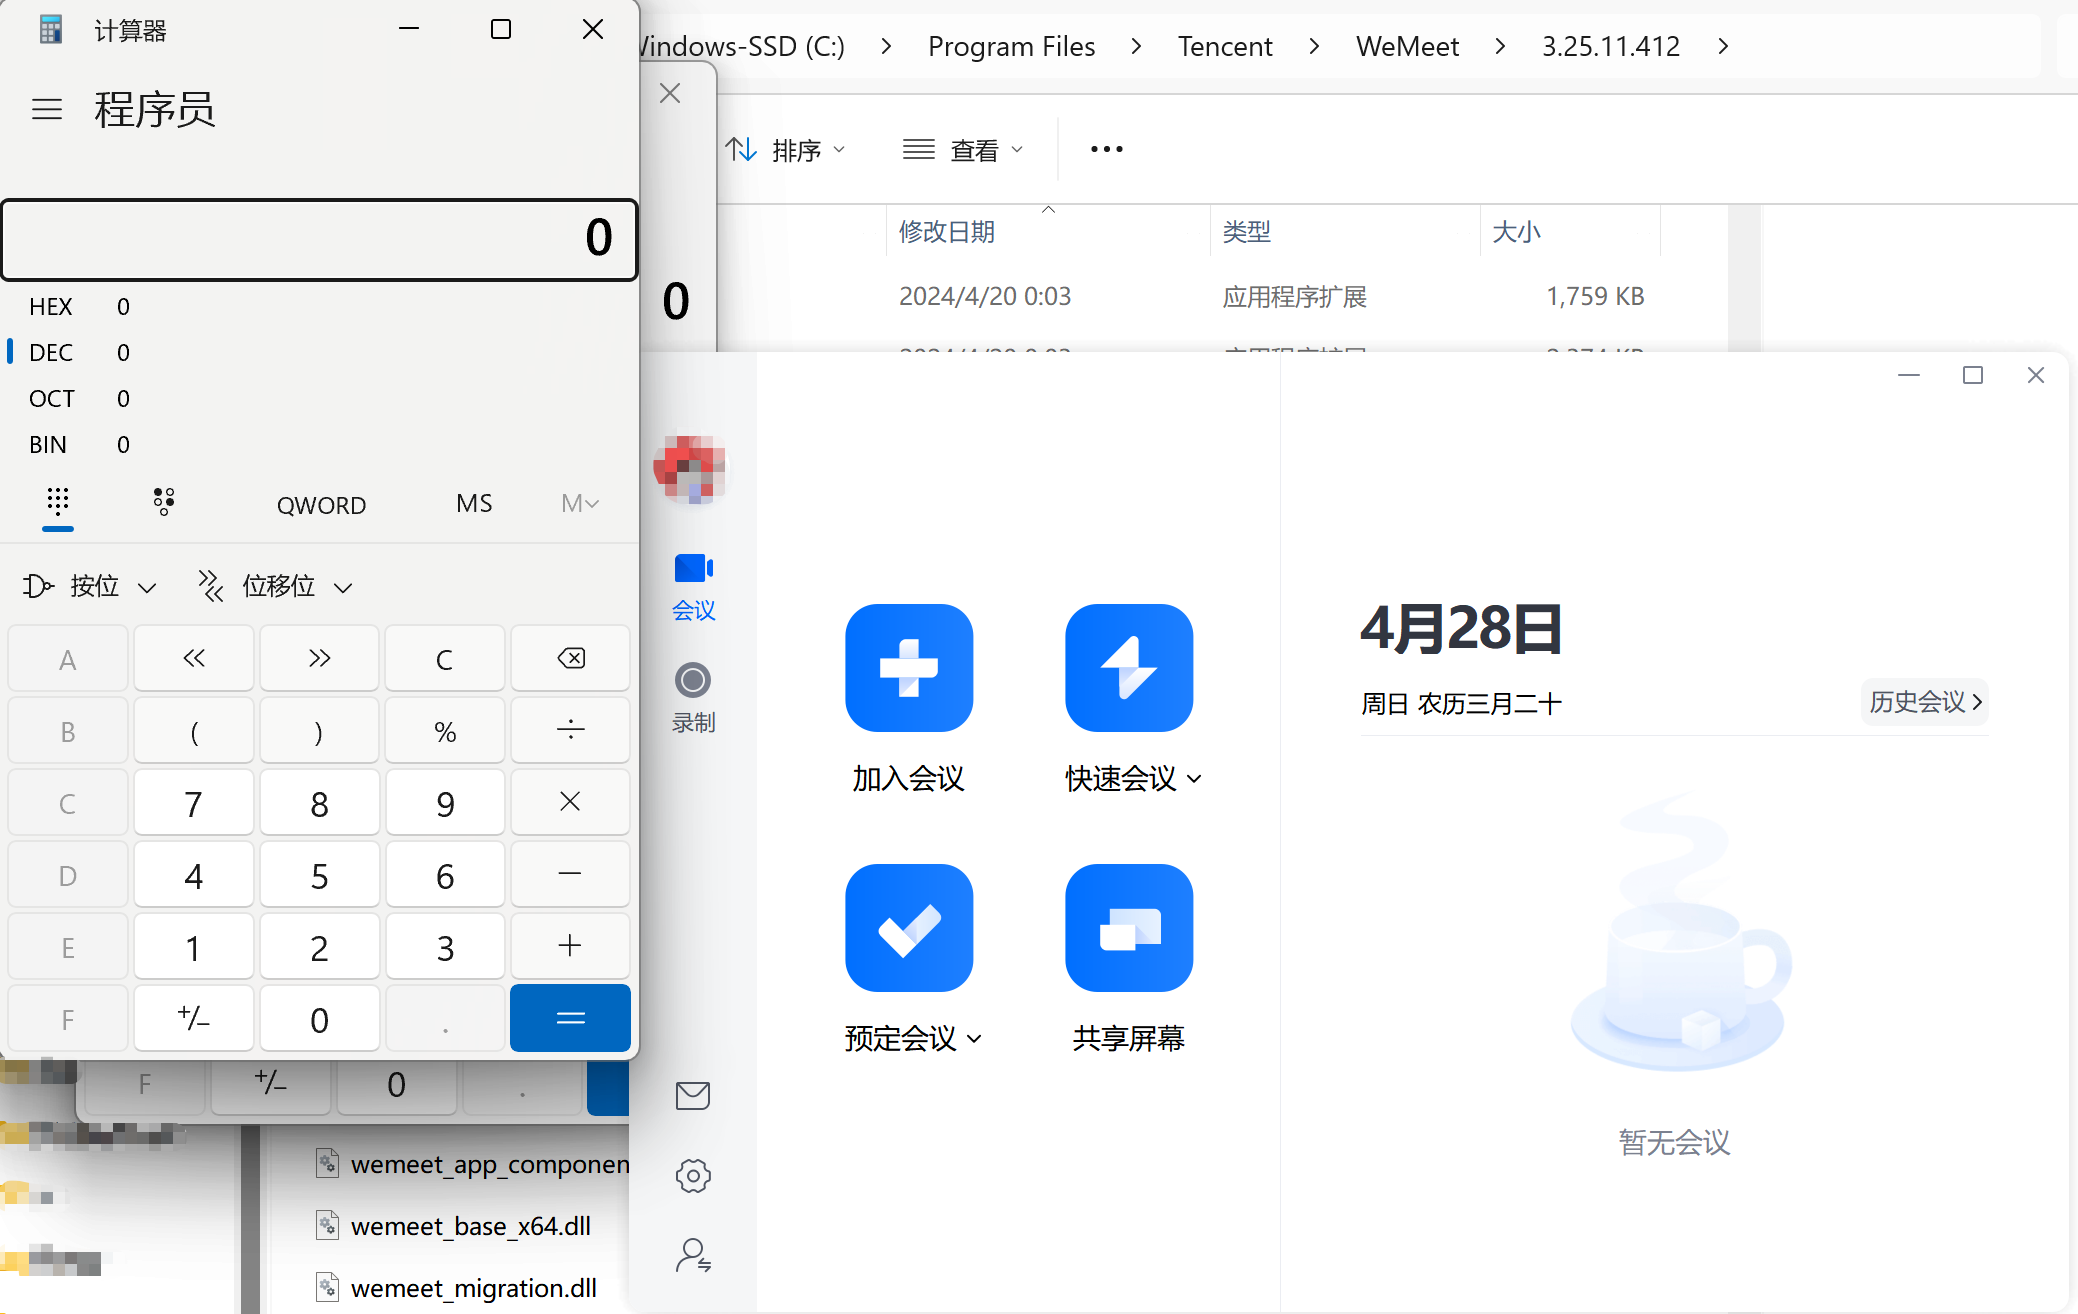 计算器
程序员
0
HEX 0
DEC 0
OCT 0
BIN 0
QWORD MS M
按位 位移位
A « » C
B ( ) % ÷
C 7 8 9 ×
D 4 5 6 −
E 1 2 3 +
F +/− 0 . =
0
F +/− 0 .
indows-SSD (C:) > Program Files > Tencent > WeMeet > 3.25.11.412 >
排序 查看 •••
修改日期 类型 大小
2024/4/20 0:03 应用程序扩展 1,759 KB
wemeet_app_componen
wemeet_base_x64.dll
wemeet_migration.dll
会议
录制
加入会议 快速会议
预定会议 共享屏幕
4月28日
周日 农历三月二十 历史会议 >
暂无会议